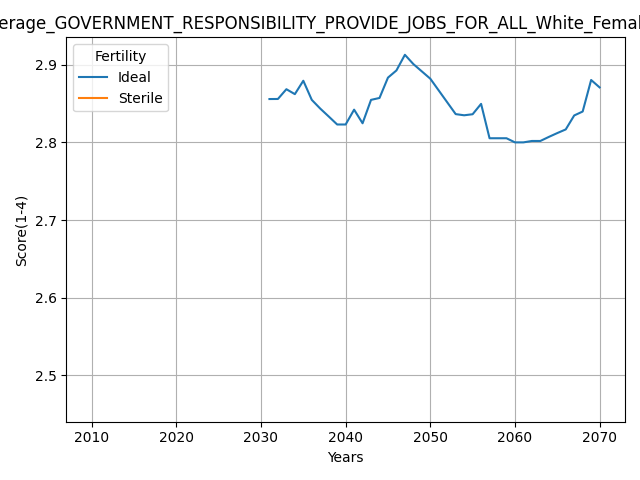 erage_GOVERNMENT_RESPONSIBILITY_PROVIDE_JOBS_FOR_ALL_White_Femal
Fertility
Ideal
Sterile
2.9
2.8
2.7
2.6
2.5
Score(1-4)
2010 2020 2030 2040 2050 2060 2070
Years